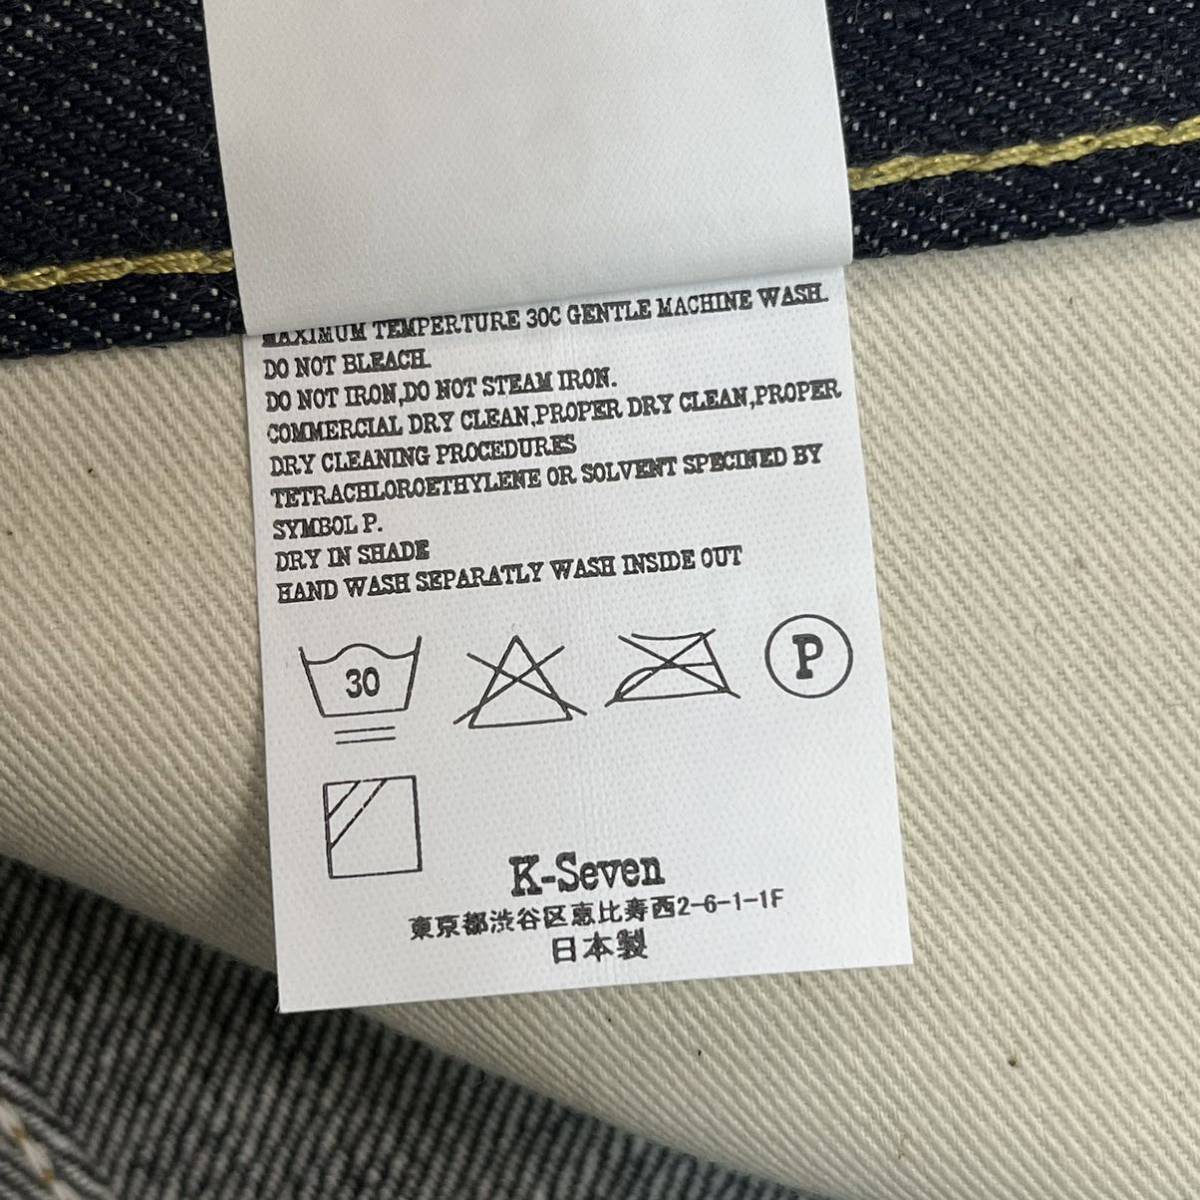 MAXIMUM TEMPERTURE 30C GENTLE MACHINE WASH.
DO NOT BLEACH.
DO NOT IRON,DO NOT STEAM IRON.
COMMERCIAL DRY CLEAN,PROPER DRY CLEAN,PROPER
DRY CLEANING PROCEDURES
TETRACHLOROETHYLENE OR SOLVENT SPECINED BY
SYMBOL P.
DRY IN SHADE
HAND WASH SEPARATLY WASH INSIDE OUT
30
P
K-Seven
東京都渋谷区恵比寿西2-6-1-1F
日本製